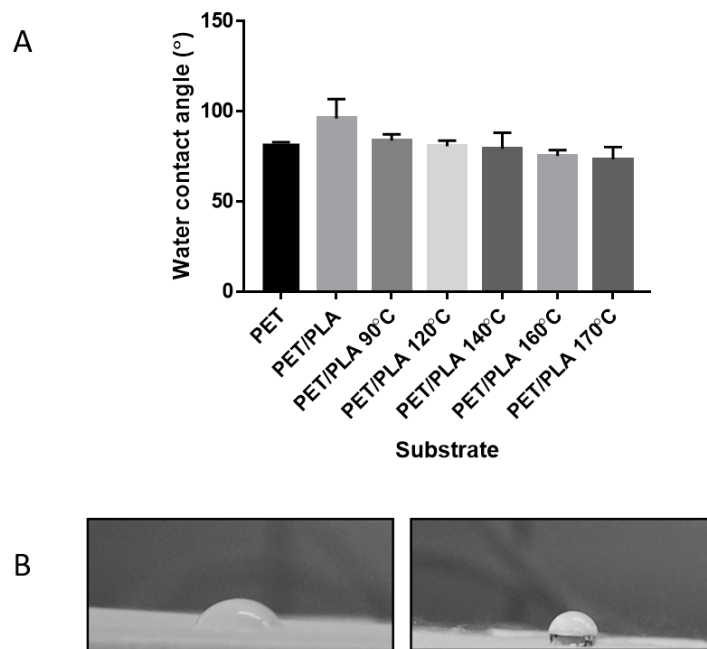 A
Water contact angle (°)
150
100
50
0
PET
PET/PLA
PET/PLA 90°C
PET/PLA 120°C
PET/PLA 140°C
PET/PLA 160°C
PET/PLA 170°C
Substrate
B